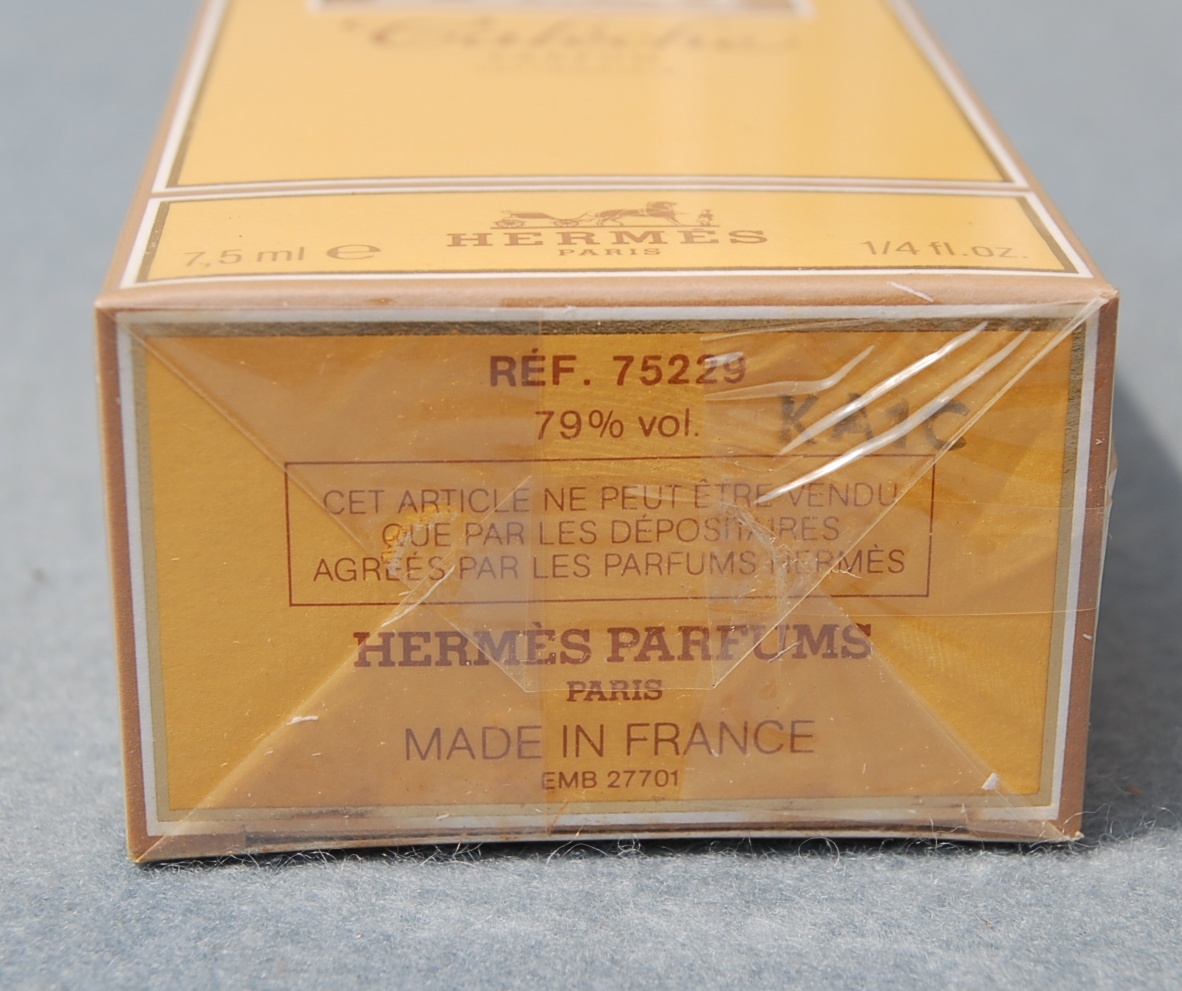 Calèche
7,5 ml ℮
HERMÈS
PARIS
1/4 fl.oz.
RÉF. 75229
79% vol.
KA1C
CET ARTICLE NE PEUT ÊTRE VENDU
QUE PAR LES DÉPOSITAIRES
AGRÉÉS PAR LES PARFUMS HERMÈS
HERMÈS PARFUMS
PARIS
MADE IN FRANCE
EMB 27701